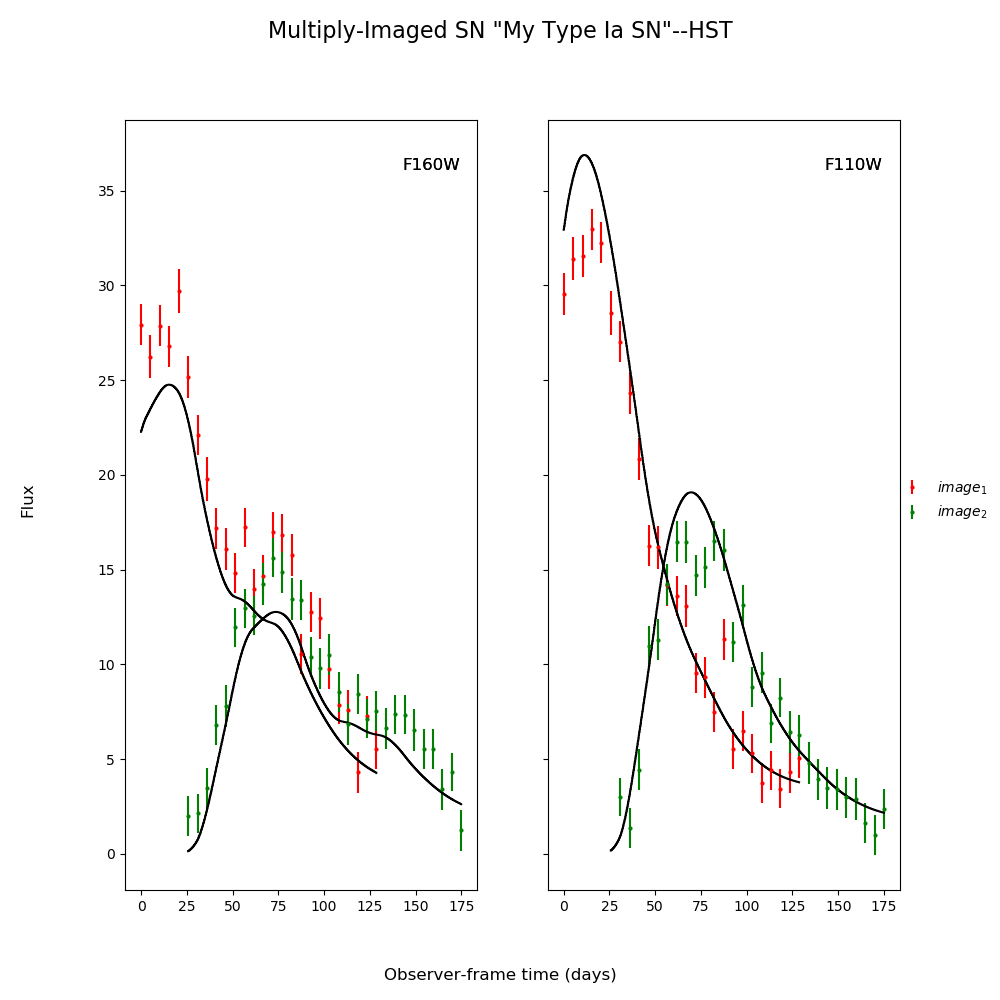 Multiply-Imaged SN "My Type Ia SN"--HST
F160W
F110W
35
30
25
20
15
10
5
0
Flux
0 25 50 75 100 125 150 175
0 25 50 75 100 125 150 175
image1
image2
Observer-frame time (days)